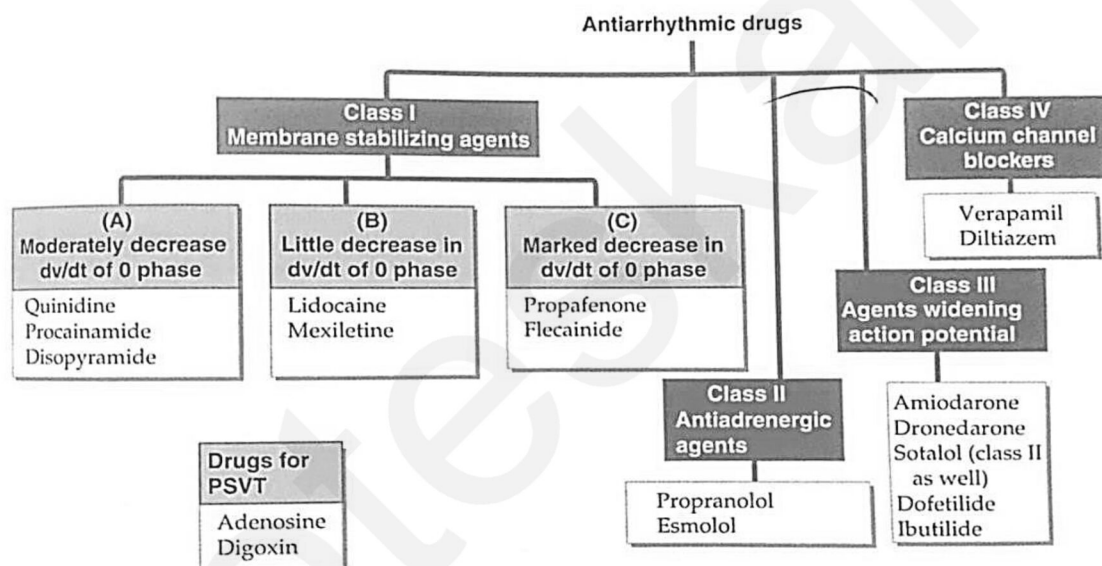 Antiarrhythmic drugs
Class I
Membrane stabilizing agents
(A)
Moderately decrease
dv/dt of 0 phase
Quinidine
Procainamide
Disopyramide
(B)
Little decrease in
dv/dt of 0 phase
Lidocaine
Mexiletine
(C)
Marked decrease in
dv/dt of 0 phase
Propafenone
Flecainide
Class II
Antiadrenergic
agents
Propranolol
Esmolol
Class III
Agents widening
action potential
Amiodarone
Dronedarone
Sotalol (class II
as well)
Dofetilide
Ibutilide
Class IV
Calcium channel
blockers
Verapamil
Diltiazem
Drugs for
PSVT
Adenosine
Digoxin